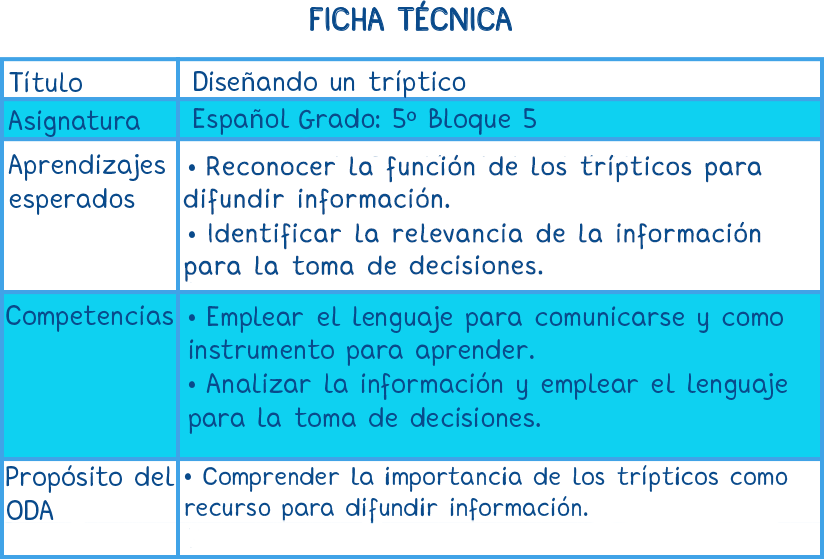 FICHA TÉCNICA
Título
Diseñando un tríptico
Asignatura
Español Grado: 5º Bloque 5
Aprendizajes
esperados
• Reconocer la función de los trípticos para
difundir información.
• Identificar la relevancia de la información
para la toma de decisiones.
Competencias
• Emplear el lenguaje para comunicarse y como
instrumento para aprender.
• Analizar la información y emplear el lenguaje
para la toma de decisiones.
Propósito del
ODA
• Comprender la importancia de los trípticos como
recurso para difundir información.